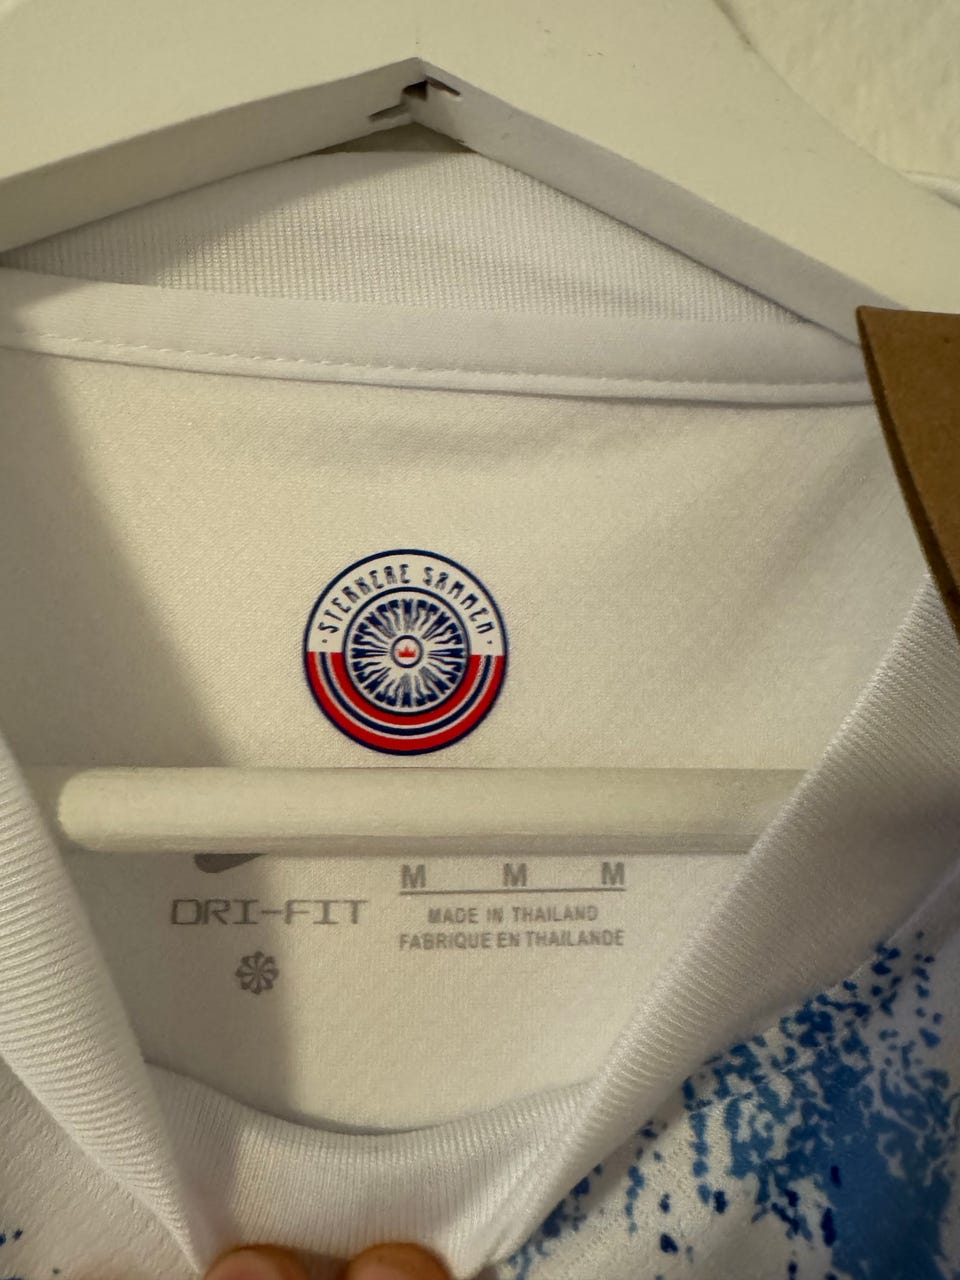 · STERKERE SAMMEN ·
M M M
DRI-FIT
MADE IN THAILAND
FABRIQUE EN THAILANDE